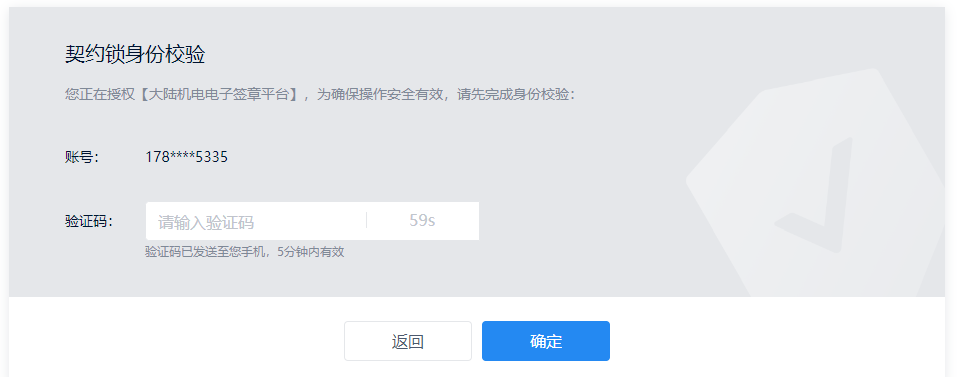 契约锁身份校验
您正在授权【大陆机电电子签章平台】，为确保操作安全有效，请先完成身份校验：
账号： 178****5335
验证码： 请输入验证码 59s
验证码已发送至您手机，5分钟内有效
返回 确定